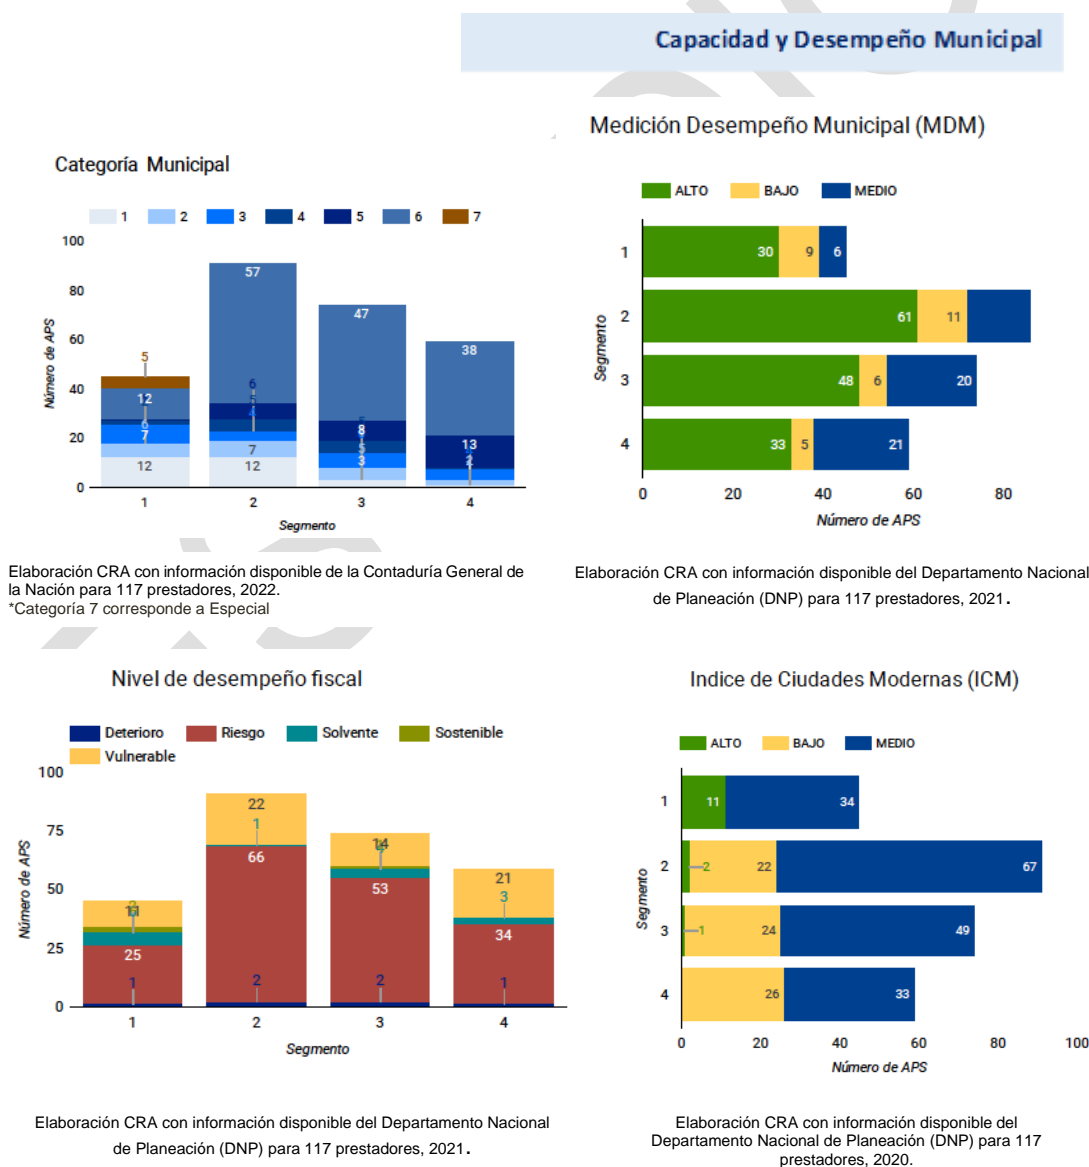 Capacidad y Desempeño Municipal
Categoría Municipal
1 2 3 4 5 6 7
100
80
60
40
20
0
Número de APS
5
12
6
7
12
57
6
5
4
7
12
47
5
8
5
3
38
13
2
1 2 3 4
Segmento
Elaboración CRA con información disponible de la Contaduría General de
la Nación para 117 prestadores, 2022.
*Categoría 7 corresponde a Especial
Medición Desempeño Municipal (MDM)
ALTO BAJO MEDIO
Segmento
1 30 9 6
2 61 11
3 48 6 20
4 33 5 21
0 20 40 60 80
Número de APS
Elaboración CRA con información disponible del Departamento Nacional
de Planeación (DNP) para 117 prestadores, 2021.
Nivel de desempeño fiscal
Deterioro Riesgo Solvente Sostenible
Vulnerable
100
75
50
25
0
Número de APS
11
25
1
22
1
66
2
14
53
2
21
3
34
1
1 2 3 4
Segmento
Elaboración CRA con información disponible del Departamento Nacional
de Planeación (DNP) para 117 prestadores, 2021.
Indice de Ciudades Modernas (ICM)
ALTO BAJO MEDIO
Segmento
1 11 34
2 2 22 67
3 1 24 49
4 26 33
0 20 40 60 80 100
Número de APS
Elaboración CRA con información disponible del
Departamento Nacional de Planeación (DNP) para 117
prestadores, 2020.